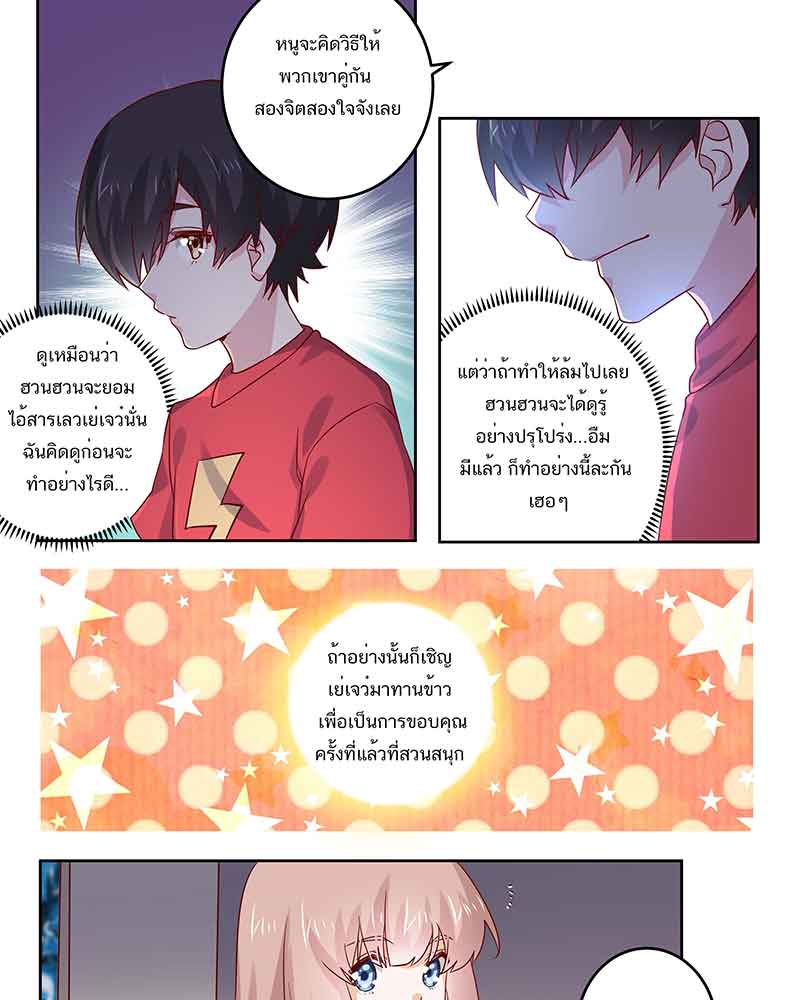 หนูจะคิดวิธีให้
พวกเขาคู่กัน
สองจิตสองใจจังเลย
ดูเหมือนว่า
ฮวนฮวนจะยอม
ไอ้สารเลวเย่เจว๋นั่น
ฉันคิดดูก่อนจะ
ทำอย่างไรดี...
แต่ว่าถ้าทำให้ล้มไปเลย
ฮวนฮวนจะได้ดูรู้
อย่างปรุโปร่ง...อืม
มีแล้ว ก็ทำอย่างนี้ละกัน
เฮอๆ
ถ้าอย่างนั้นก็เชิญ
เย่เจว๋มาทานข้าว
เพื่อเป็นการขอบคุณ
ครั้งที่แล้วที่สวนสนุก